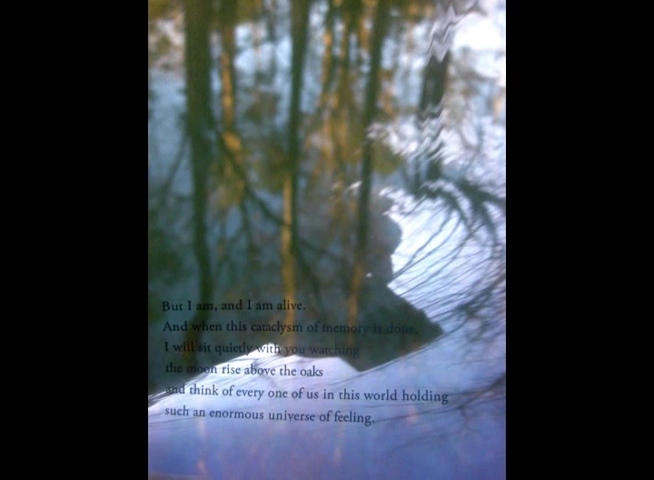 But I am, and I am alive.
And when this cataclysm of memory is done,
I will sit quietly with you watching
the moon rise above the oaks
and think of every one of us in this world holding
such an enormous universe of feeling,